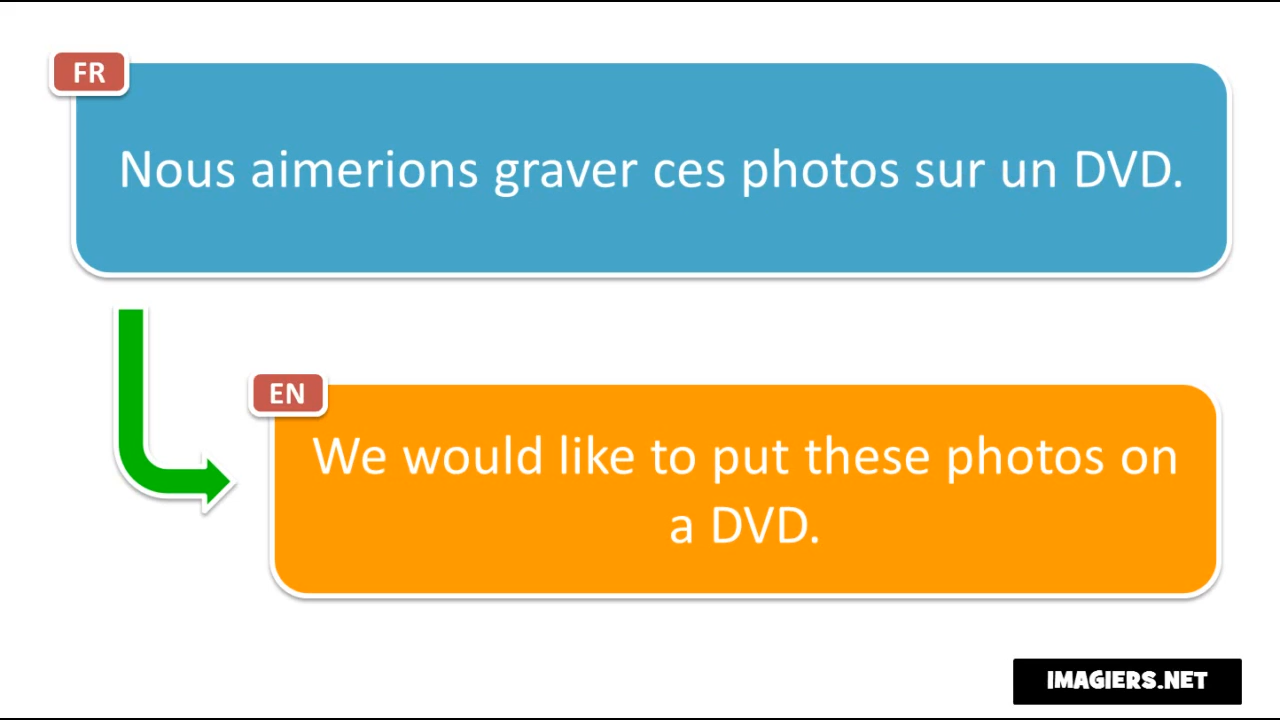 FR
Nous aimerions graver ces photos sur un DVD.
EN
We would like to put these photos on
a DVD.
IMAGIERS.NET